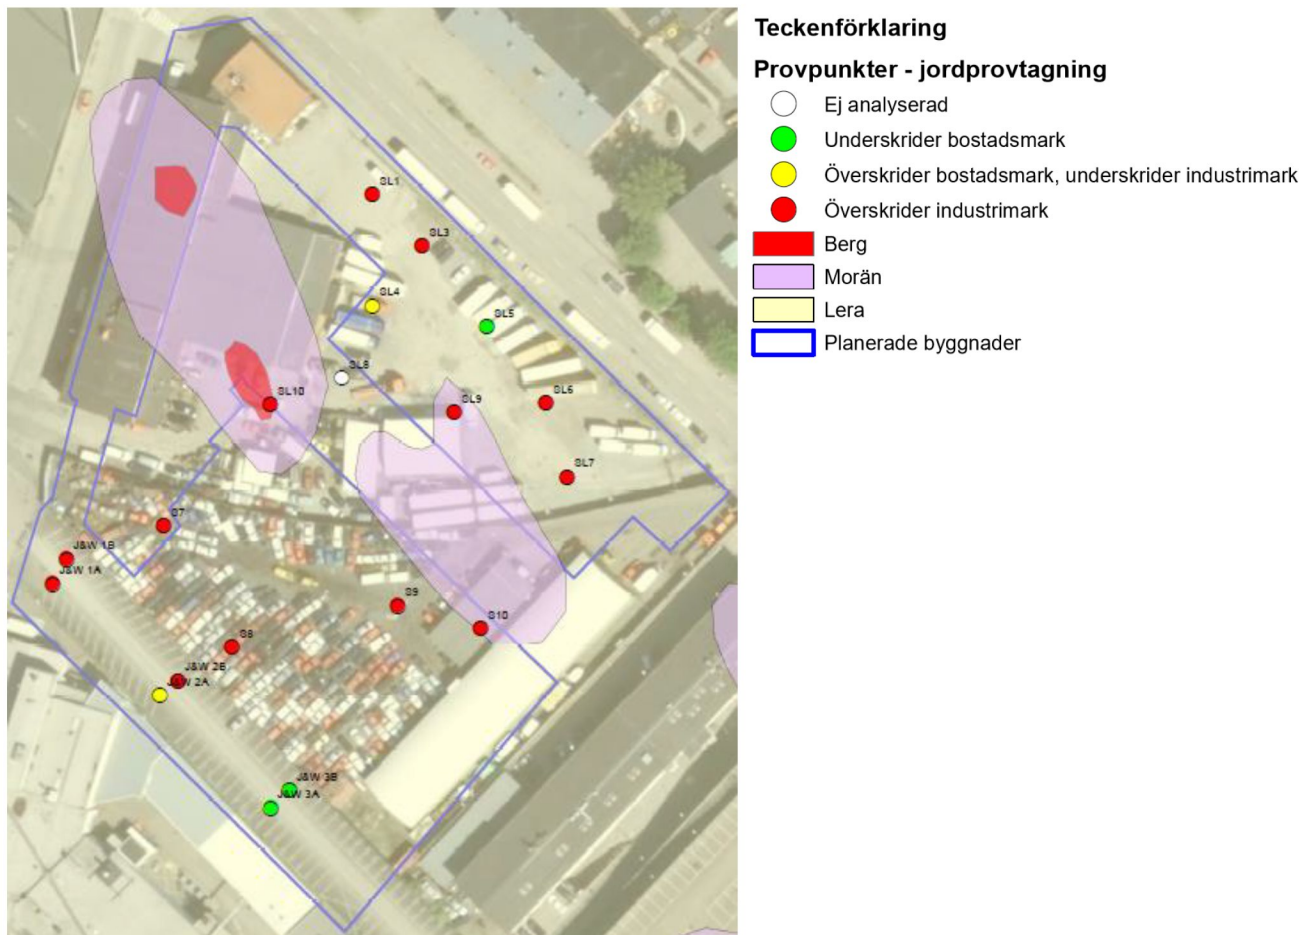 Teckenförklaring
Provpunkter - jordprovtagning
Ej analyserad
Underskrider bostadsmark
Överskrider bostadsmark, underskrider industrimark
Överskrider industrimark
Berg
Morän
Lera
Planerade byggnader
SL1
SL3
SL4
SL5
SL8
SL10
SL9
SL6
SL7
S7
J&W 1B
J&W 1A
S9
S10
S8
J&W 2B
J&W 2A
J&W 3B
J&W 3A